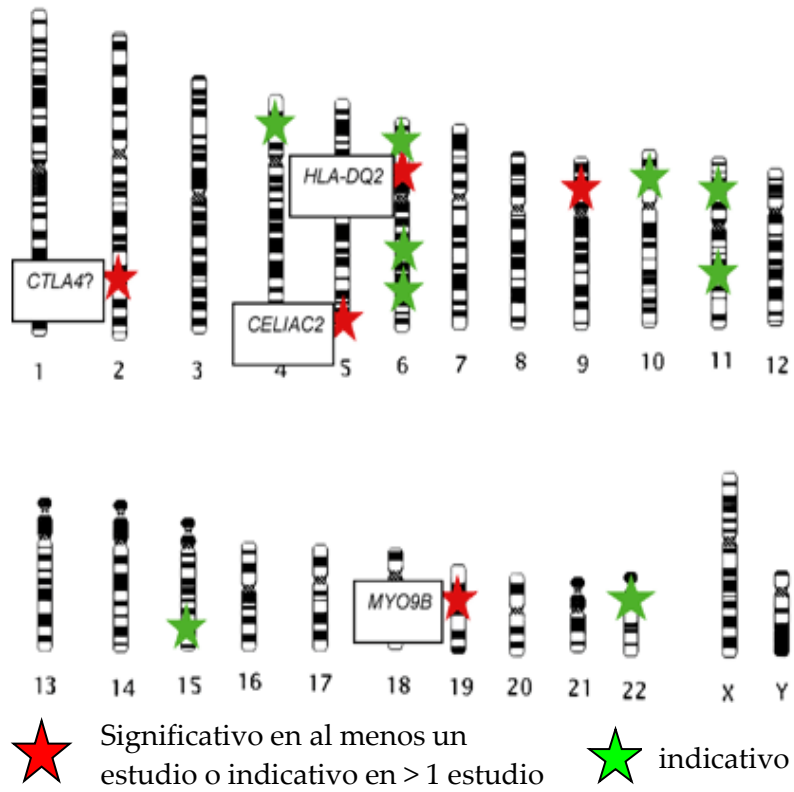 HLA-DQ2
CTLA4?
CELIAC2
1 2 3 4 5 6 7 8 9 10 11 12
MYO9B
13 14 15 16 17 18 19 20 21 22 X Y
Significativo en al menos un
estudio o indicativo en > 1 estudio
indicativo